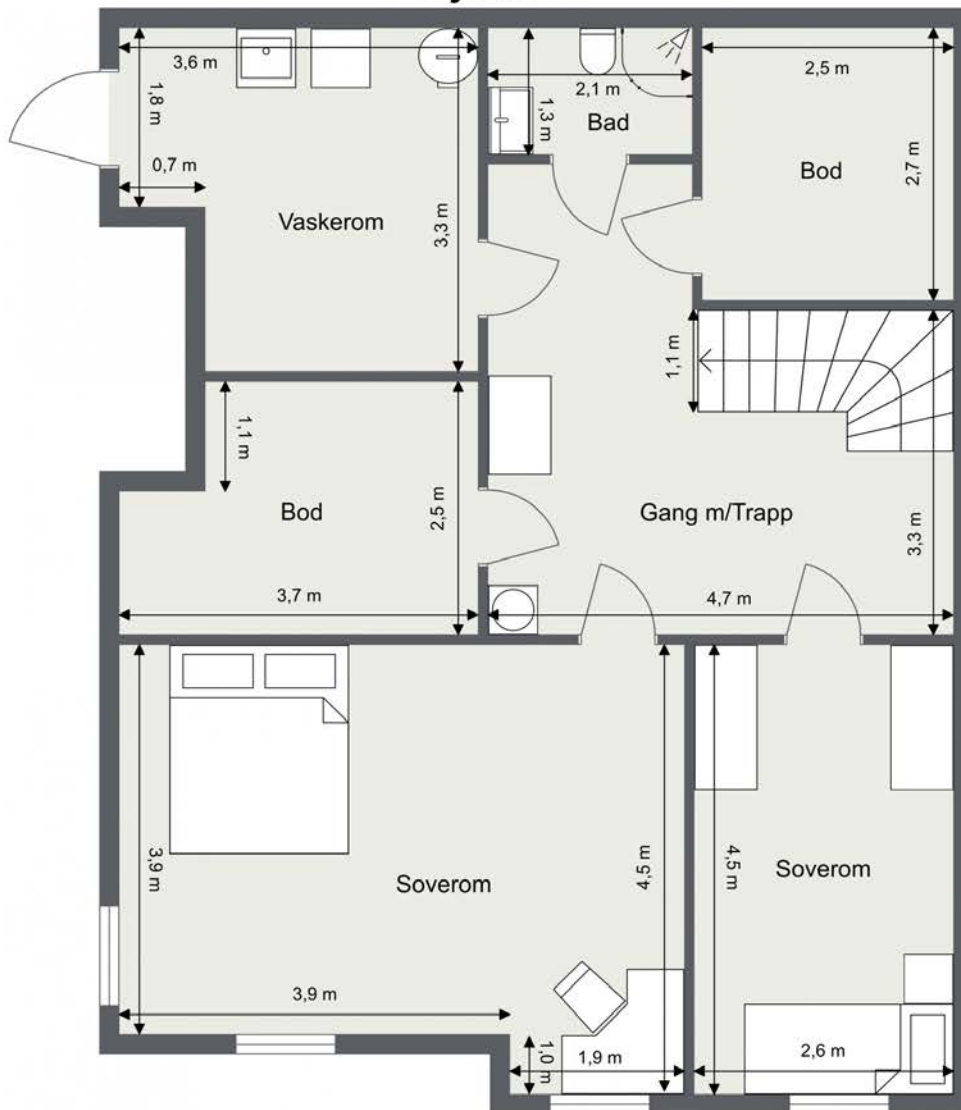 3,6 m
1,8 m
0,7 m
Vaskerom
3,3 m
2,1 m
1,3 m
Bad
2,5 m
2,7 m
Bod
1,1 m
1,1 m
Bod
2,5 m
3,7 m
Gang m/Trapp
3,3 m
4,7 m
3,9 m
Soverom
4,5 m
3,9 m
1,0 m
1,9 m
4,5 m
Soverom
2,6 m